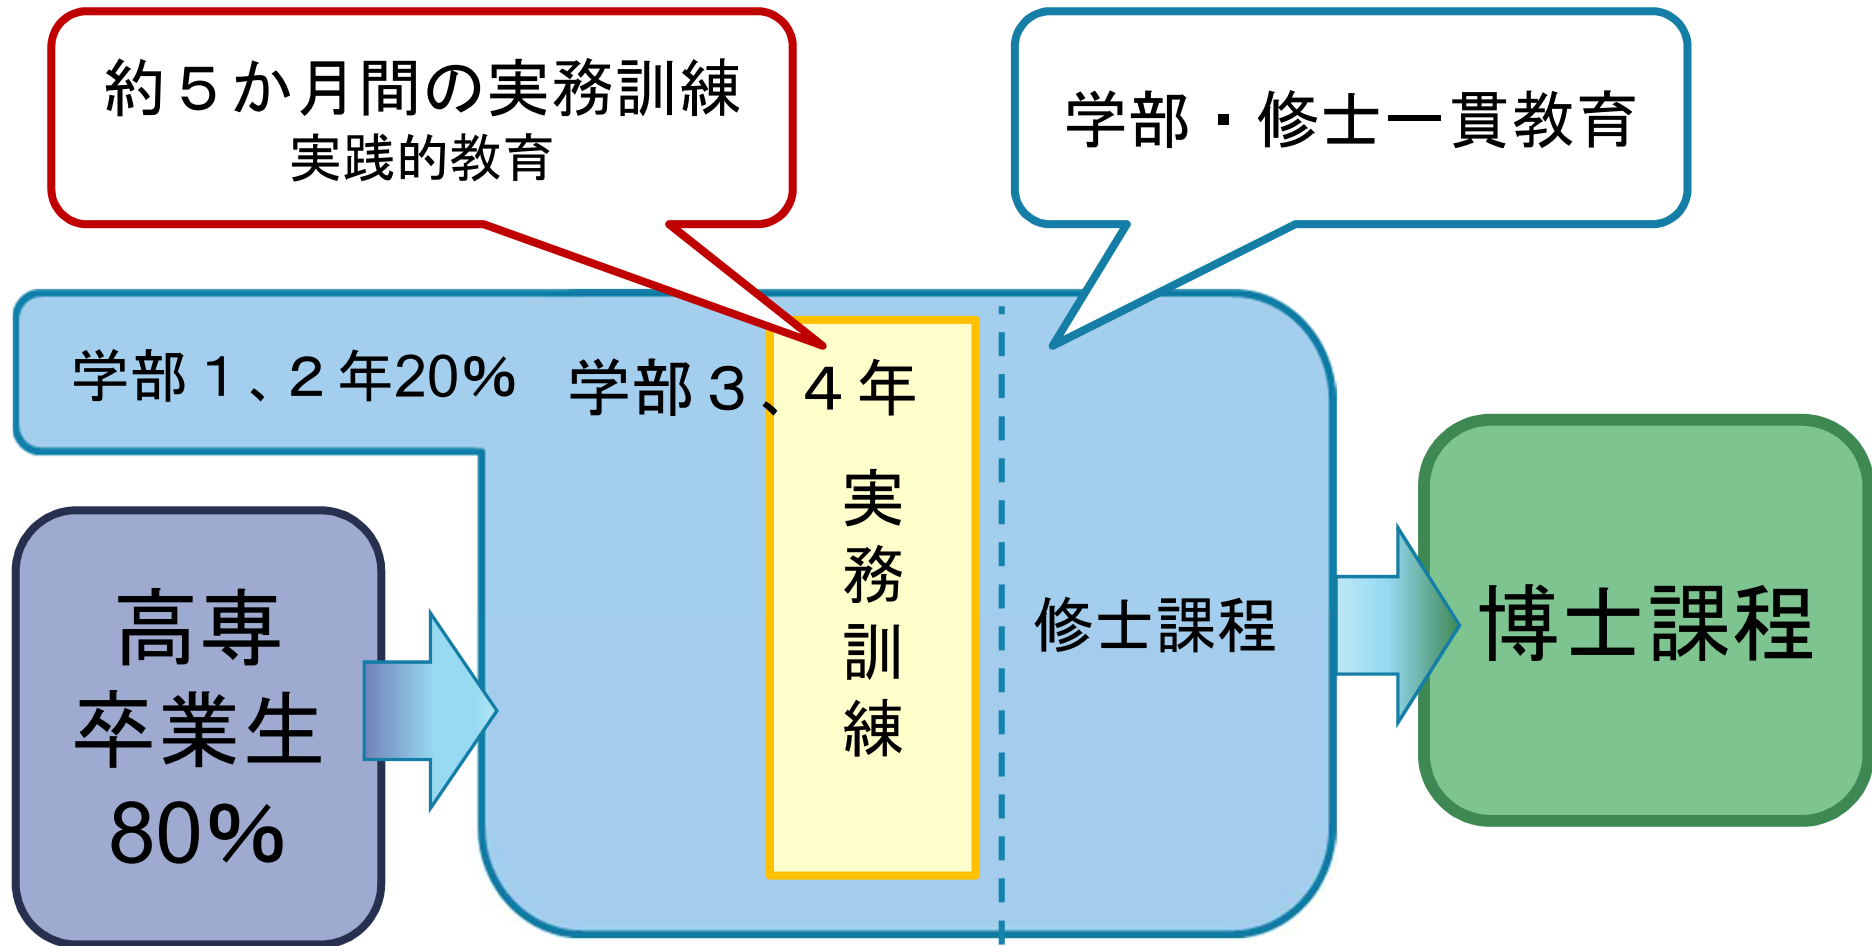 約５か月間の実務訓練
実践的教育
学部・修士一貫教育
学部１、２年20%
学部３、４年
実務訓練
修士課程
高専
卒業生
80%
博士課程